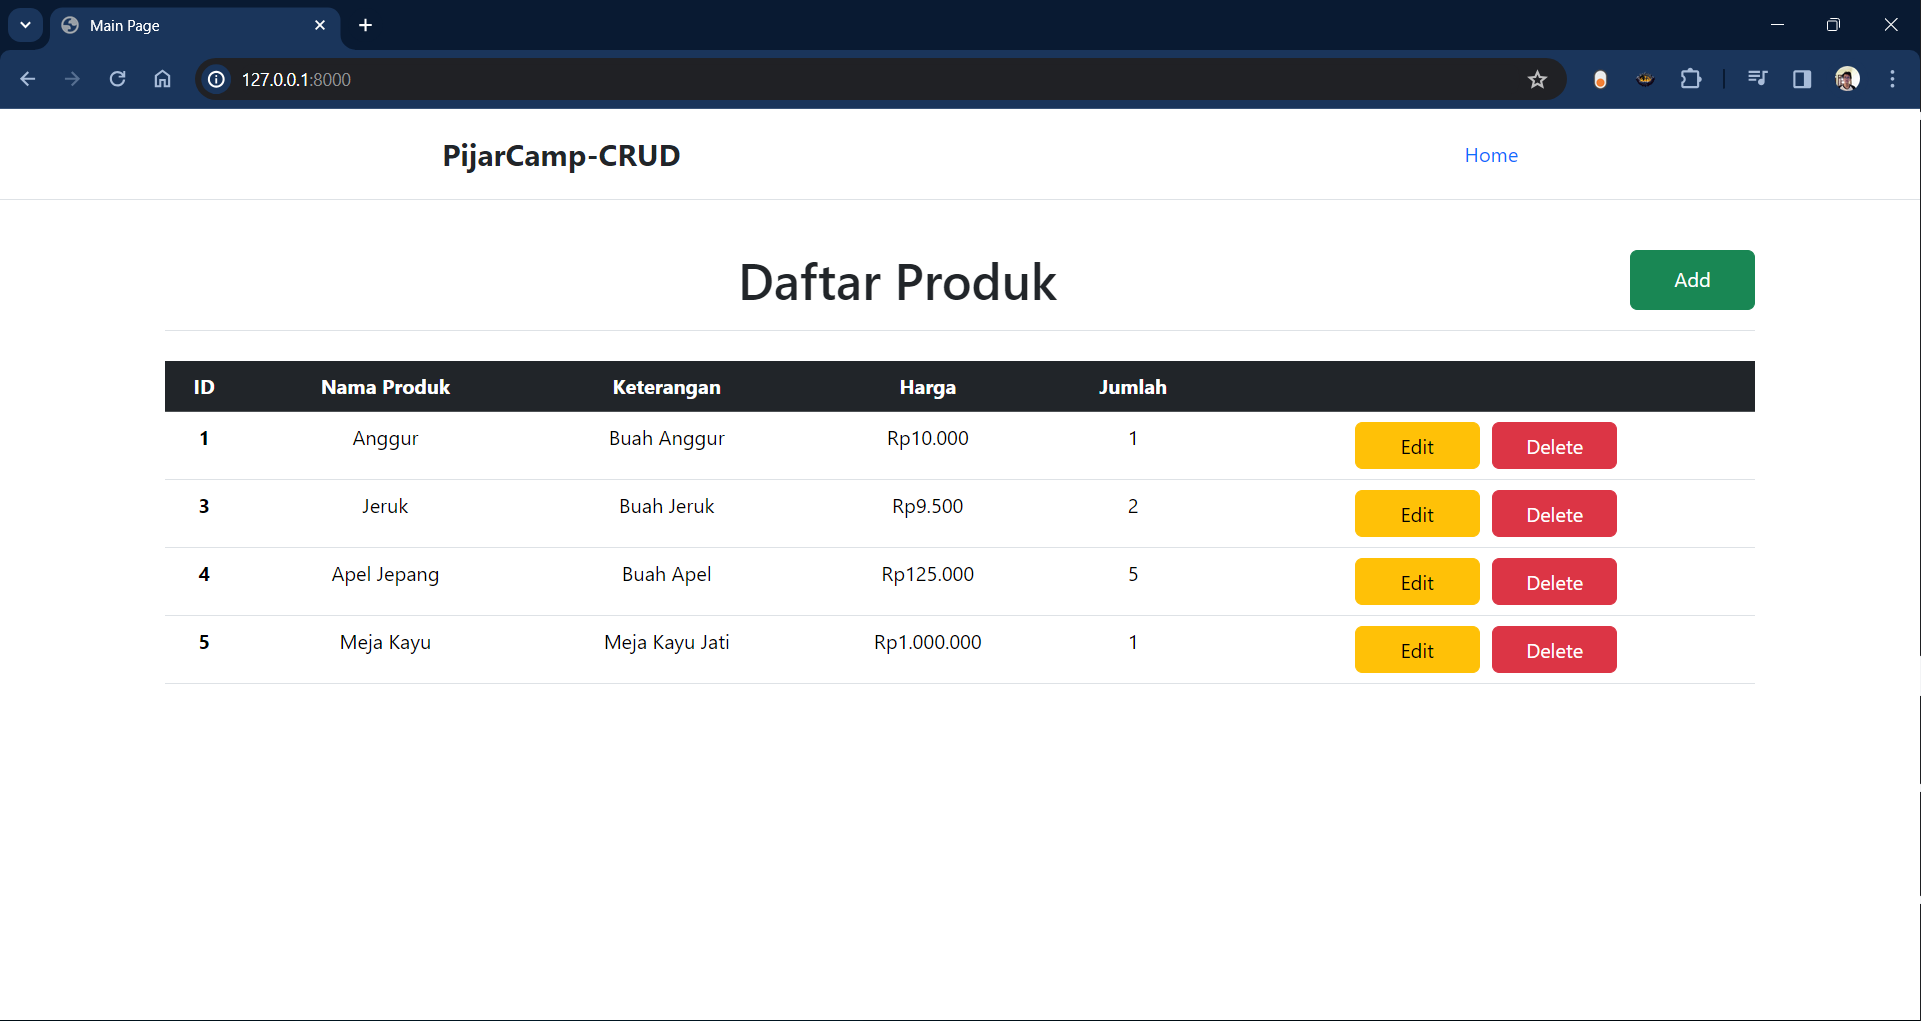 Main Page
127.0.0.1:8000
PijarCamp-CRUD Home
Daftar Produk Add
ID Nama Produk Keterangan Harga Jumlah
1 Anggur Buah Anggur Rp10.000 1 Edit Delete
3 Jeruk Buah Jeruk Rp9.500 2 Edit Delete
4 Apel Jepang Buah Apel Rp125.000 5 Edit Delete
5 Meja Kayu Meja Kayu Jati Rp1.000.000 1 Edit Delete